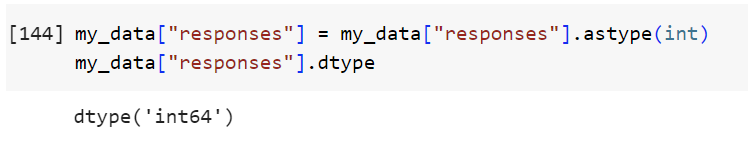 [144] my_data["responses"] = my_data["responses"].astype(int)
my_data["responses"].dtype
dtype('int64')